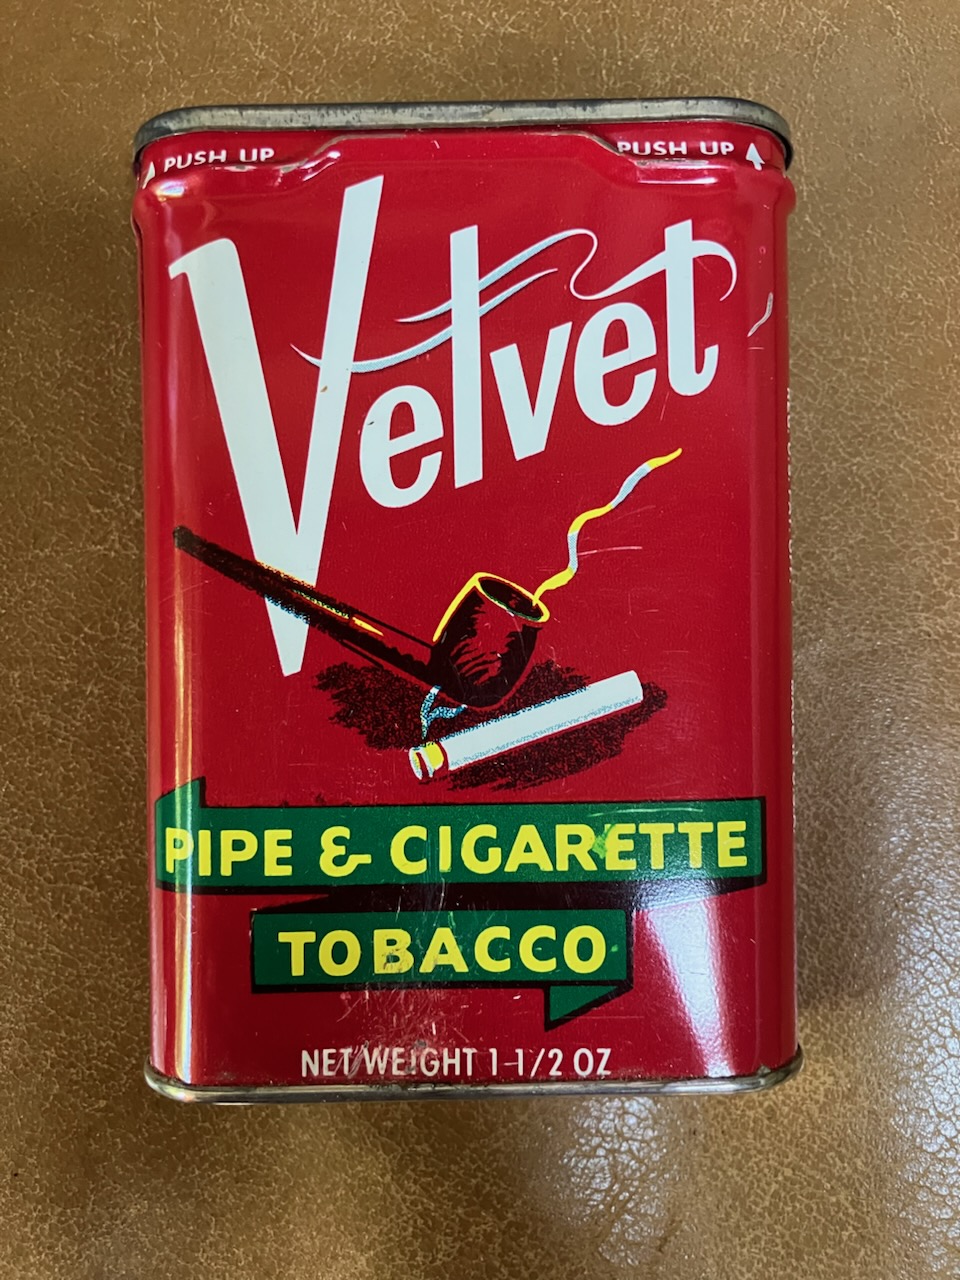 PUSH UP PUSH UP
Velvet
PIPE & CIGARETTE
TOBACCO
NET WEIGHT 1-1/2 OZ